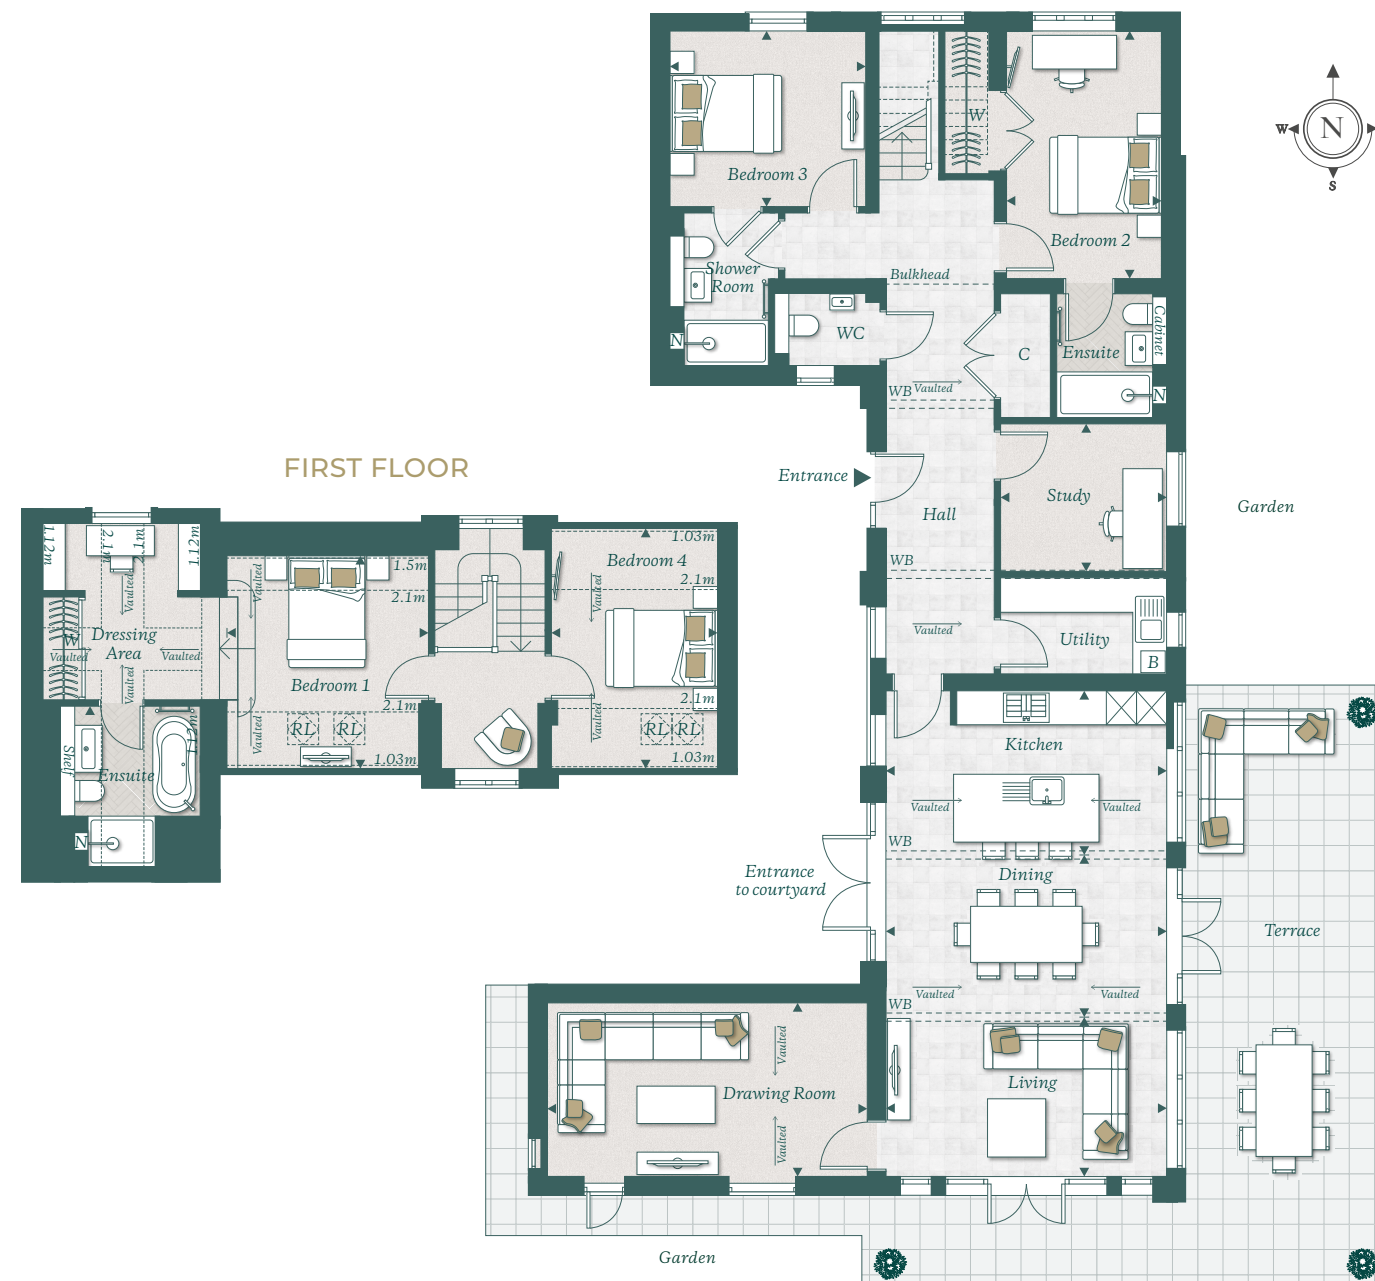 N
W
S
W
Bedroom 3
Bedroom 2
Shower
Room
Bulkhead
WC
C
Ensuite
Cabinet
N
N
WB
Vaulted
Entrance
Hall
Study
Garden
WB
Vaulted
Utility
B
FIRST FLOOR
1.12m
2.1m
2.1m
1.12m
Vaulted
Vaulted
1.5m
2.1m
W
Dressing
Area
Vaulted
Vaulted
Vaulted
Bedroom 1
2.1m
Vaulted
RL
RL
1.03m
Shelf
Ensuite
1.12m
N
1.03m
Bedroom 4
2.1m
Vaulted
2.1m
Vaulted
RL
RL
1.03m
Kitchen
Vaulted
Vaulted
WB
Dining
Entrance
to courtyard
Terrace
Vaulted
Vaulted
WB
Living
Drawing Room
Vaulted
Vaulted
Garden